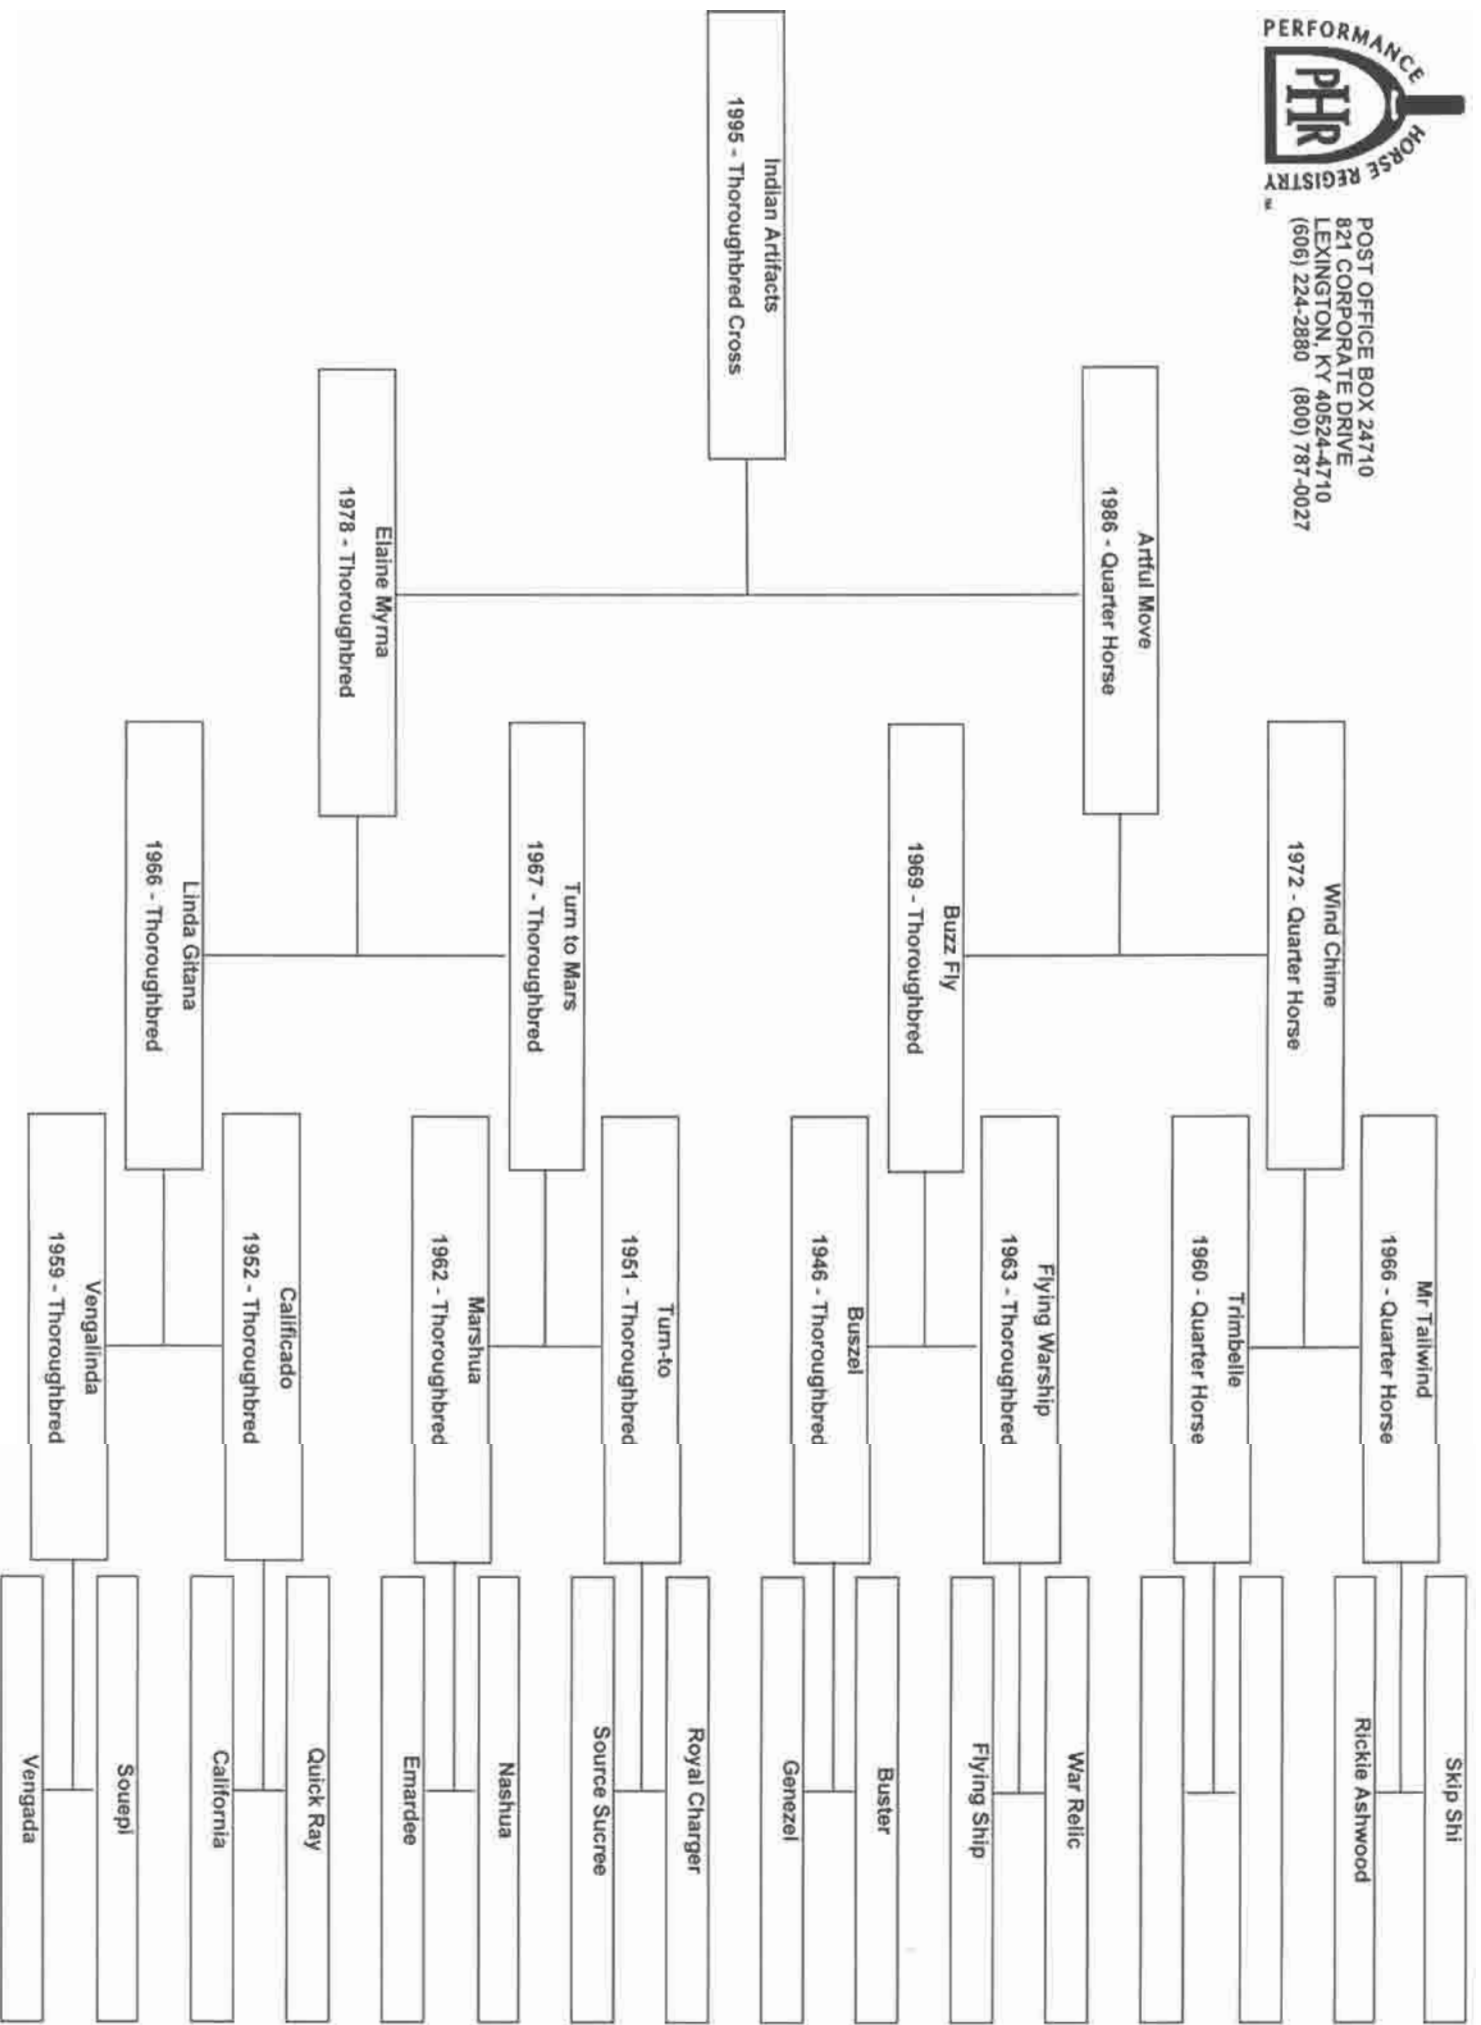 PERFORMANCE HORSE REGISTRY
PHR
TM
POST OFFICE BOX 24710
821 CORPORATE DRIVE
LEXINGTON, KY 40524-4710
(606) 224-2880 (800) 787-0027
Indian Artifacts
1995 - Thoroughbred Cross
Artful Move
1986 - Quarter Horse
Elaine Myrna
1978 - Thoroughbred
Wind Chime
1972 - Quarter Horse
Buzz Fly
1969 - Thoroughbred
Turn to Mars
1967 - Thoroughbred
Linda Gitana
1966 - Thoroughbred
Mr Tailwind
1966 - Quarter Horse
Trimbelle
1960 - Quarter Horse
Flying Warship
1963 - Thoroughbred
Buszel
1946 - Thoroughbred
Turn-to
1951 - Thoroughbred
Marshua
1962 - Thoroughbred
Calificado
1952 - Thoroughbred
Vengalinda
1959 - Thoroughbred
Skip Shi
Rickie Ashwood
War Relic
Flying Ship
Buster
Genezel
Royal Charger
Source Sucree
Nashua
Emardee
Quick Ray
California
Souepi
Vengada